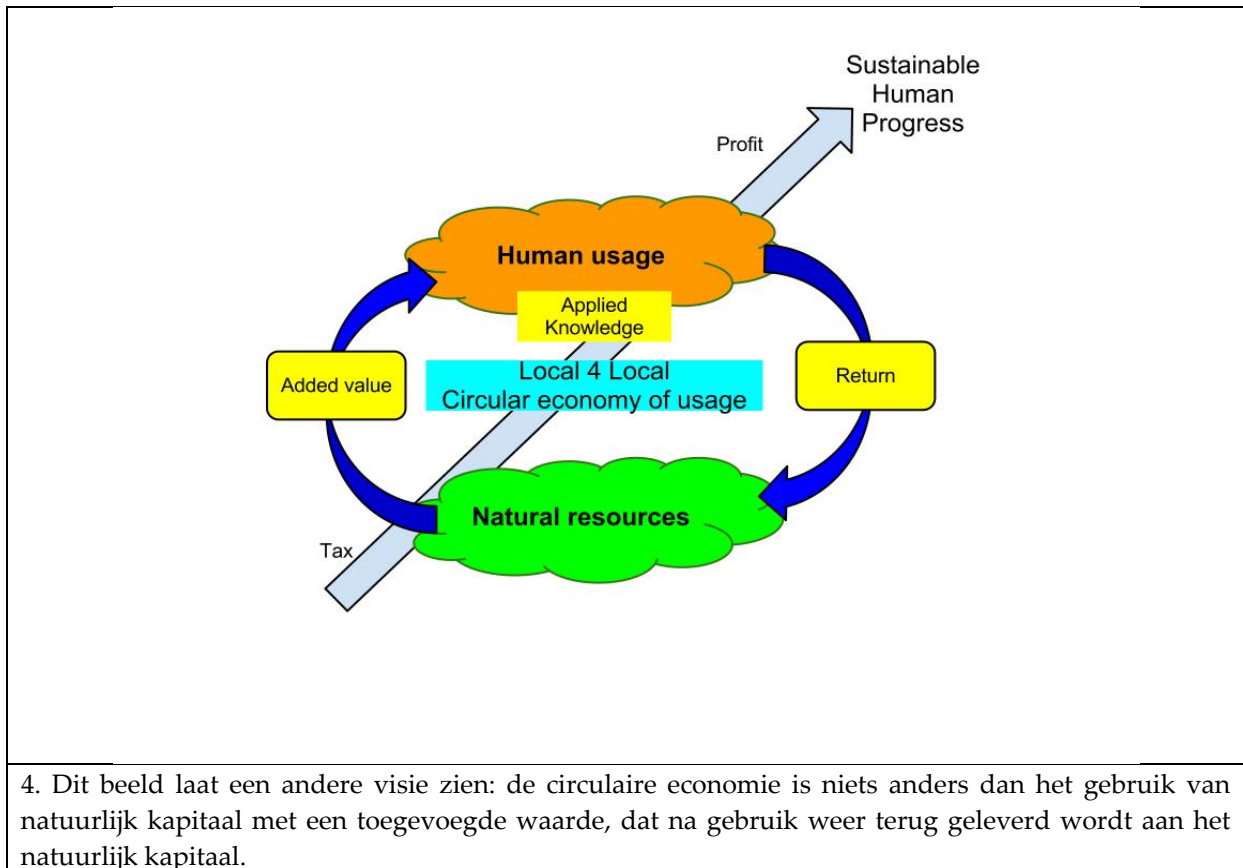 Sustainable
Human
Progress
Profit
Human usage
Applied
Knowledge
Added value
Local 4 Local
Circular economy of usage
Return
Natural resources
Tax
4. Dit beeld laat een andere visie zien: de circulaire economie is niets anders dan het gebruik van
natuurlijk kapitaal met een toegevoegde waarde, dat na gebruik weer terug geleverd wordt aan het
natuurlijk kapitaal.